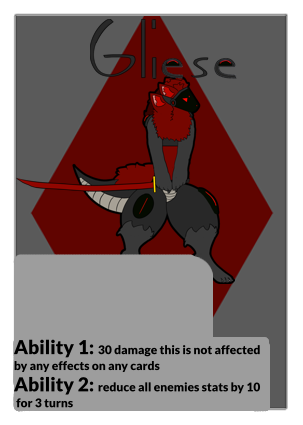 Gliese
Ability 1: 30 damage this is not affected
by any effects on any cards
Ability 2: reduce all enemies stats by 10
for 3 turns